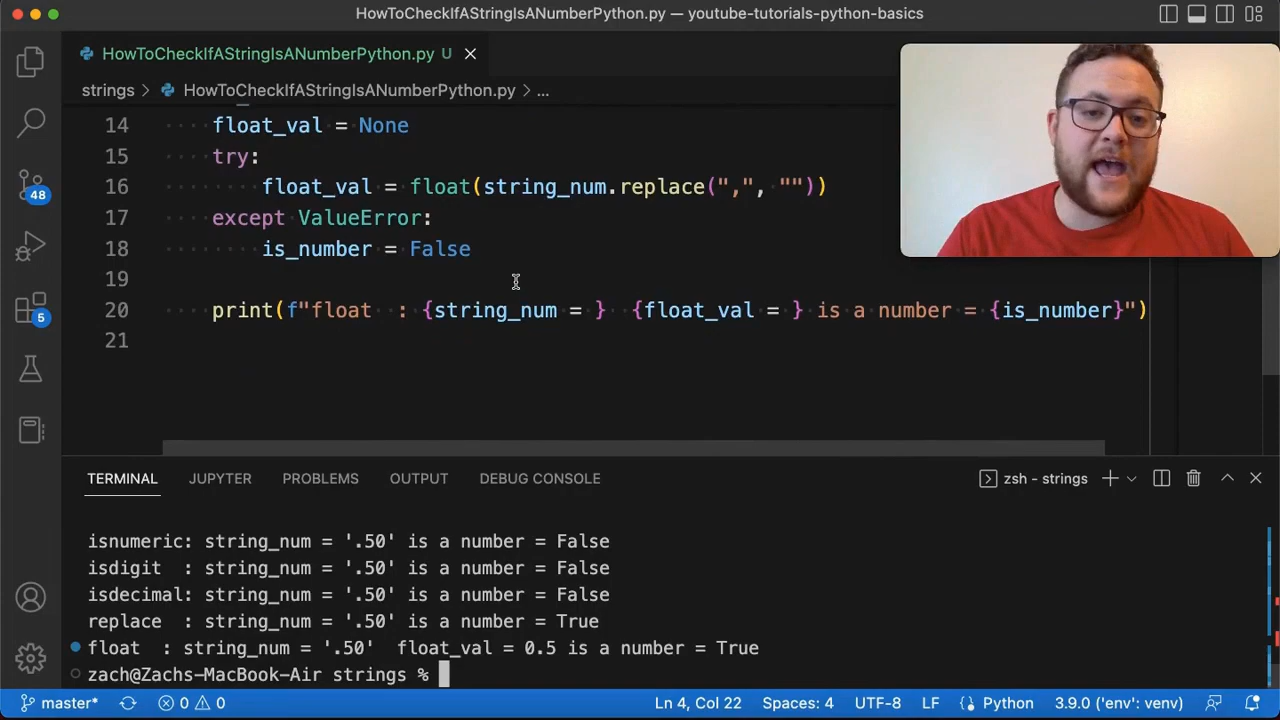 HowToCheckIfAStringIsANumberPython.py — youtube-tutorials-python-basics
HowToCheckIfAStringIsANumberPython.py U
strings > HowToCheckIfAStringIsANumberPython.py > ...
14 float_val = None
15 try:
16 float_val = float(string_num.replace(",", ""))
17 except ValueError:
18 is_number = False
19
20 print(f"float  : {string_num = }  {float_val = } is a number = {is_number}")
21
48
5
TERMINAL JUPYTER PROBLEMS OUTPUT DEBUG CONSOLE zsh - strings
isnumeric: string_num = '.50' is a number = False
isdigit  : string_num = '.50' is a number = False
isdecimal: string_num = '.50' is a number = False
replace  : string_num = '.50' is a number = True
float  : string_num = '.50'  float_val = 0.5 is a number = True
zach@Zachs-MacBook-Air strings %
master* 0 0 Ln 4, Col 22 Spaces: 4 UTF-8 LF Python 3.9.0 ('env': venv)